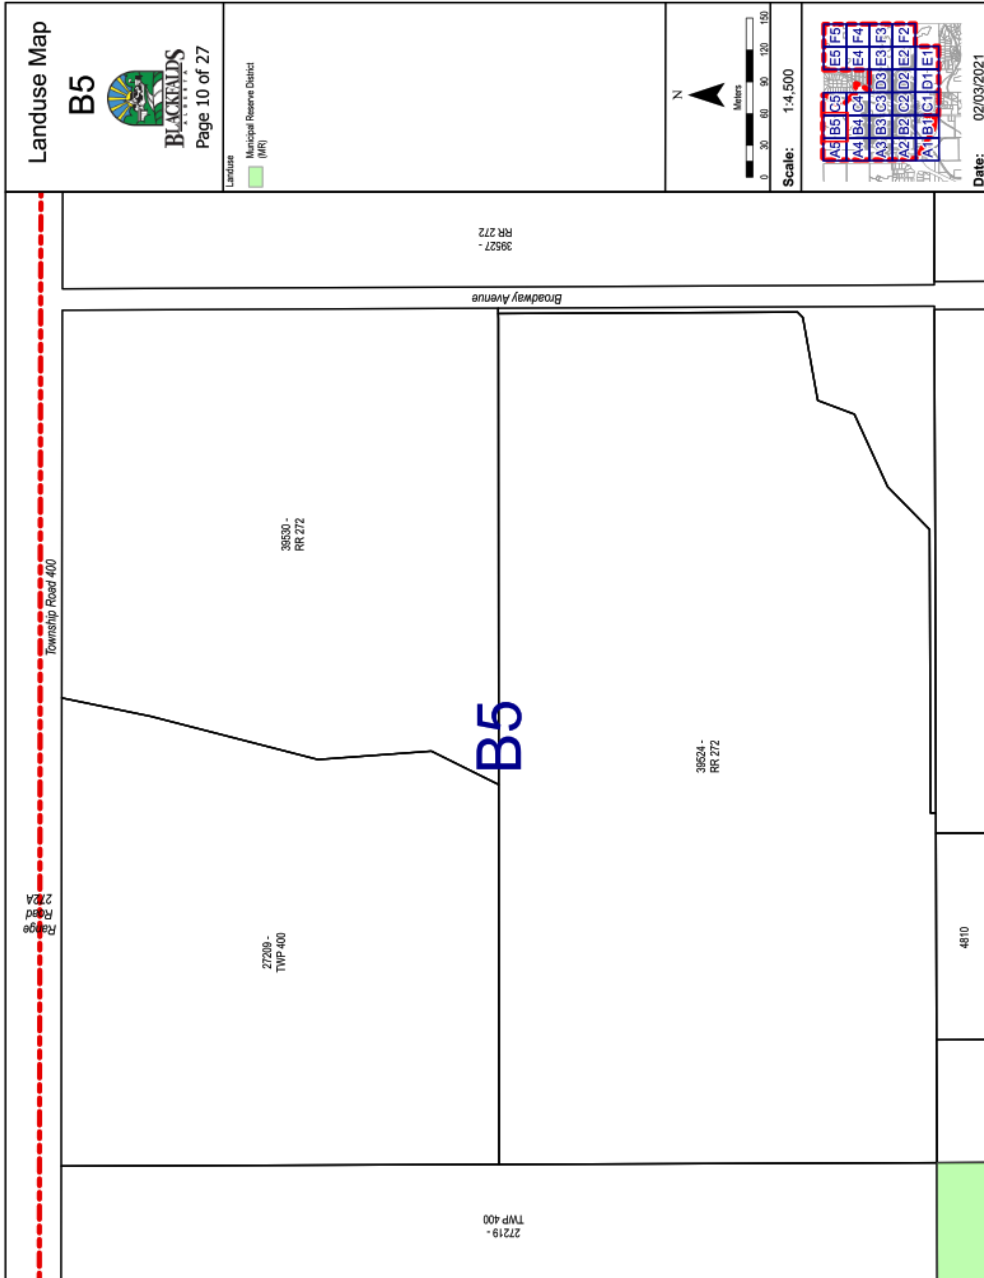 Landuse Map
B5
BLACKFALDS
ALBERTA
Page 10 of 27
Landuse
Municipal Reserve District
(MR)
N
Meters
0 30 60 90 120 150
Scale: 1:4,500
A5 B5 C5 E5 F5
A4 B4 C4 E4 F4
A3 B3 C3 D3 E3 F3
A2 B2 C2 D2 E2 F2
A1 B1 C1 D1 E1
Date: 02/03/2021
39527 -
RR 272
Broadway Avenue
Township Road 400
39530 -
RR 272
B5
39524 -
RR 272
Range
Road
272A
27209 -
TWP 400
4810
27219 -
TWP 400